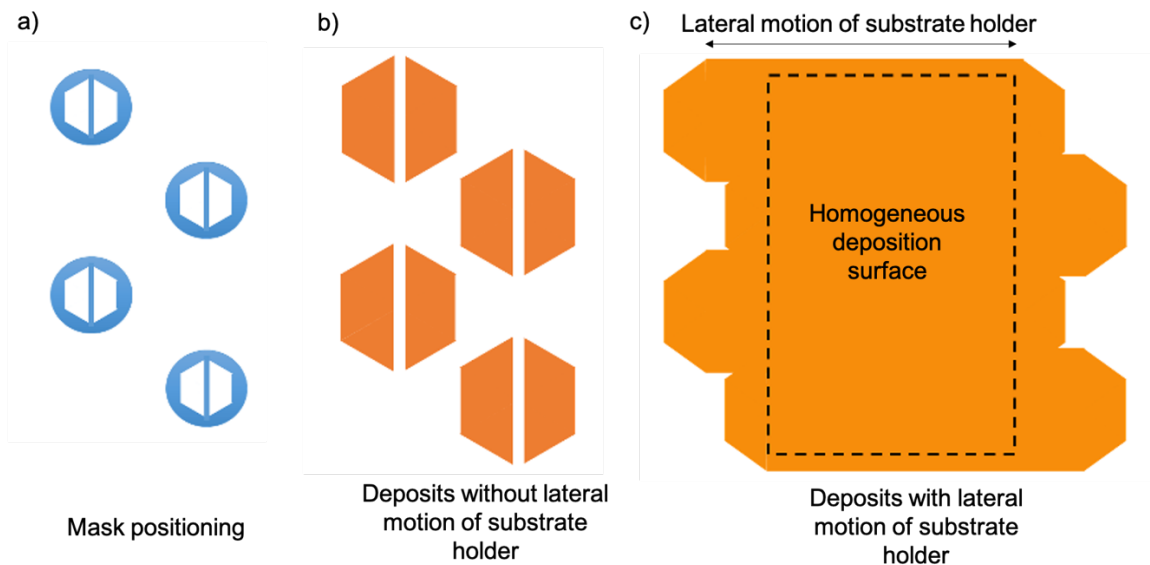 a)
b)
c)
Lateral motion of substrate holder
Homogeneous
deposition
surface
Mask positioning
Deposits without lateral
motion of substrate
holder
Deposits with lateral
motion of substrate
holder